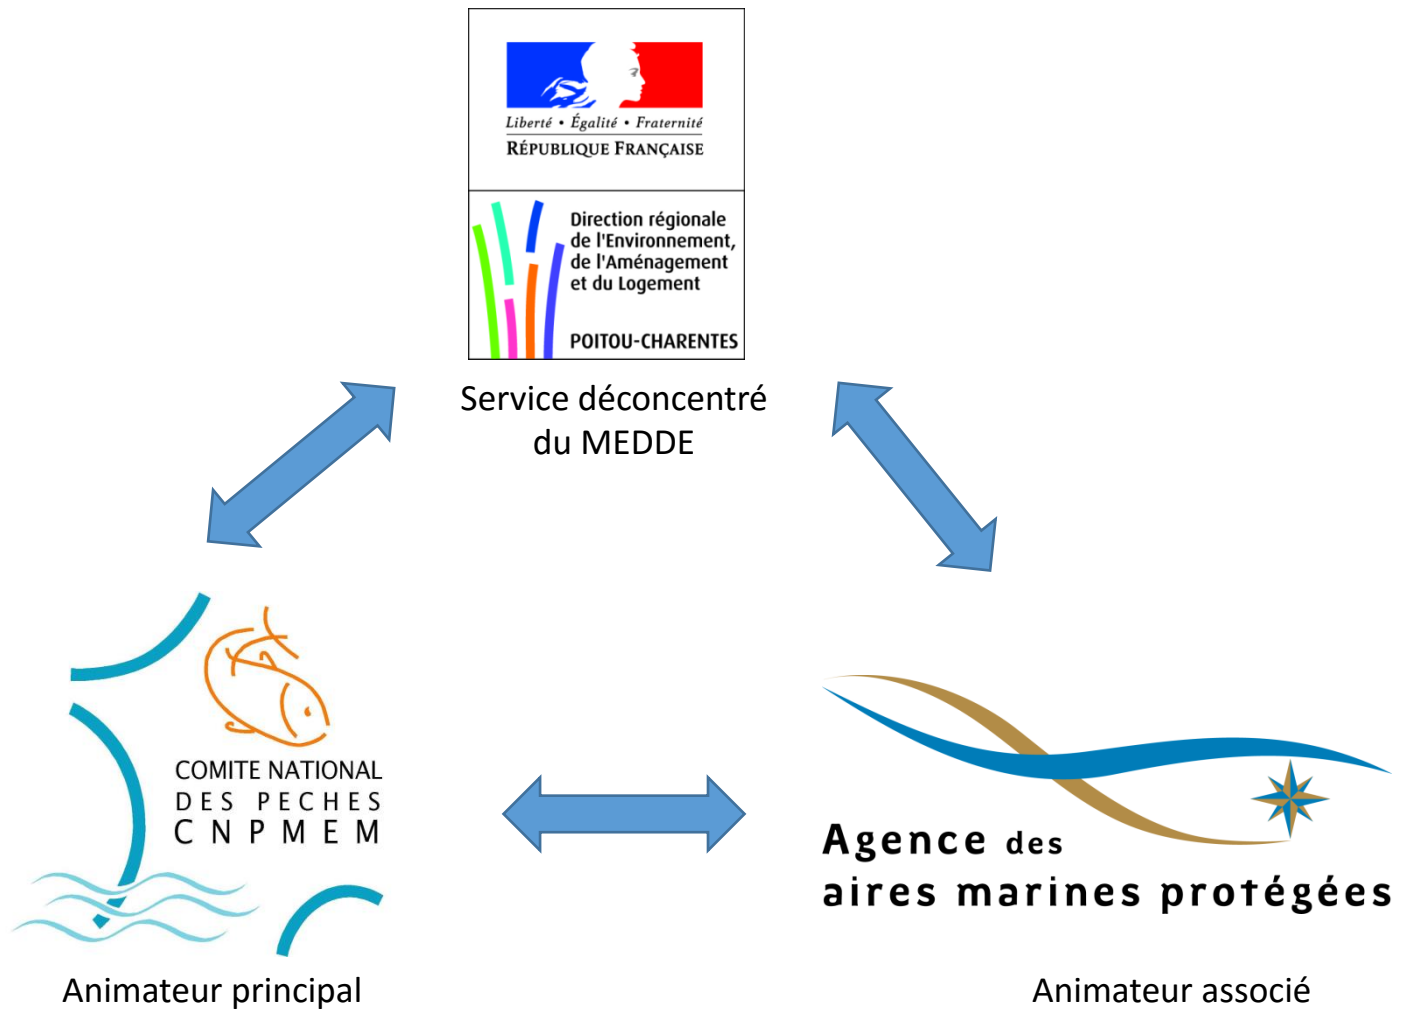 Liberté • Égalité • Fraternité
RÉPUBLIQUE FRANÇAISE
Direction régionale
de l'Environnement,
de l'Aménagement
et du Logement
POITOU-CHARENTES
Service déconcentré
du MEDDE
COMITE NATIONAL
DES PECHES
CNPMEM
Agence des
aires marines protégées
Animateur principal
Animateur associé